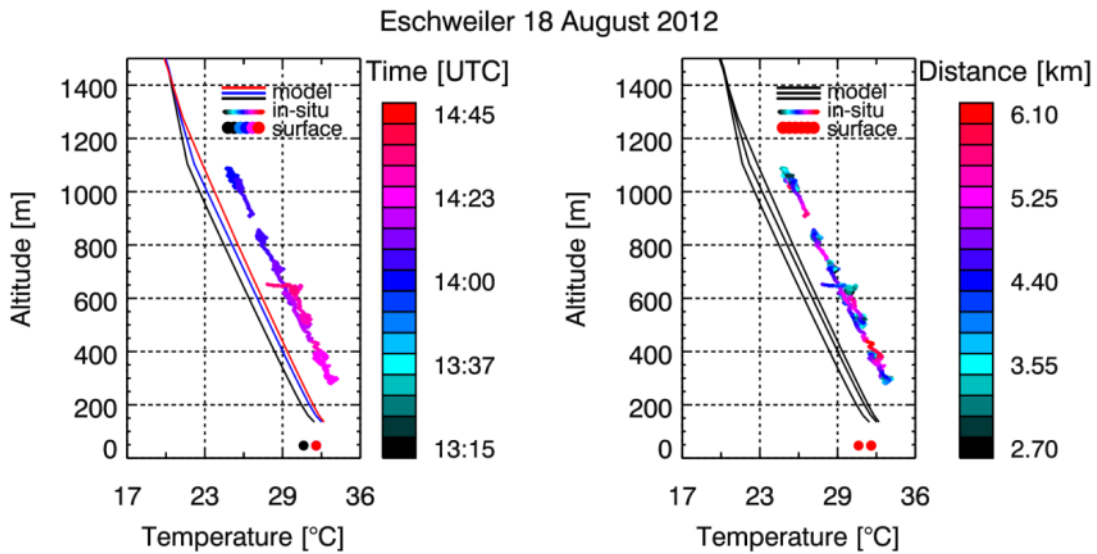 Eschweiler 18 August 2012
Time [UTC]
Distance [km]
model
in-situ
surface
model
in-situ
surface
1400
1200
1000
800
600
400
200
0
Altitude [m]
17 23 29 36
Temperature [°C]
14:45
14:23
14:00
13:37
13:15
1400
1200
1000
800
600
400
200
0
Altitude [m]
17 23 29 36
Temperature [°C]
6.10
5.25
4.40
3.55
2.70